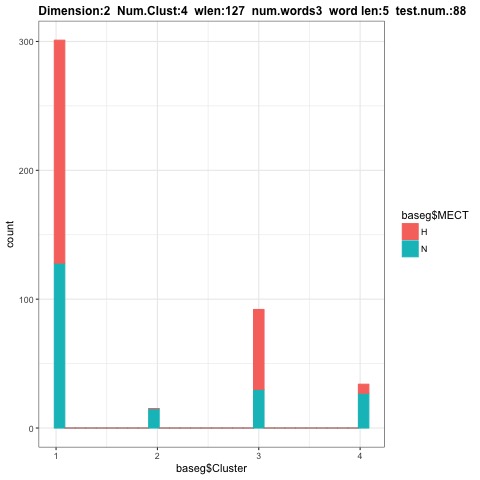 Dimension:2 Num.Clust:4 wlen:127 num.words3 word len:5 test.num.:88
300
200
100
0
count
1 2 3 4
baseg$Cluster
baseg$MECT
H
N